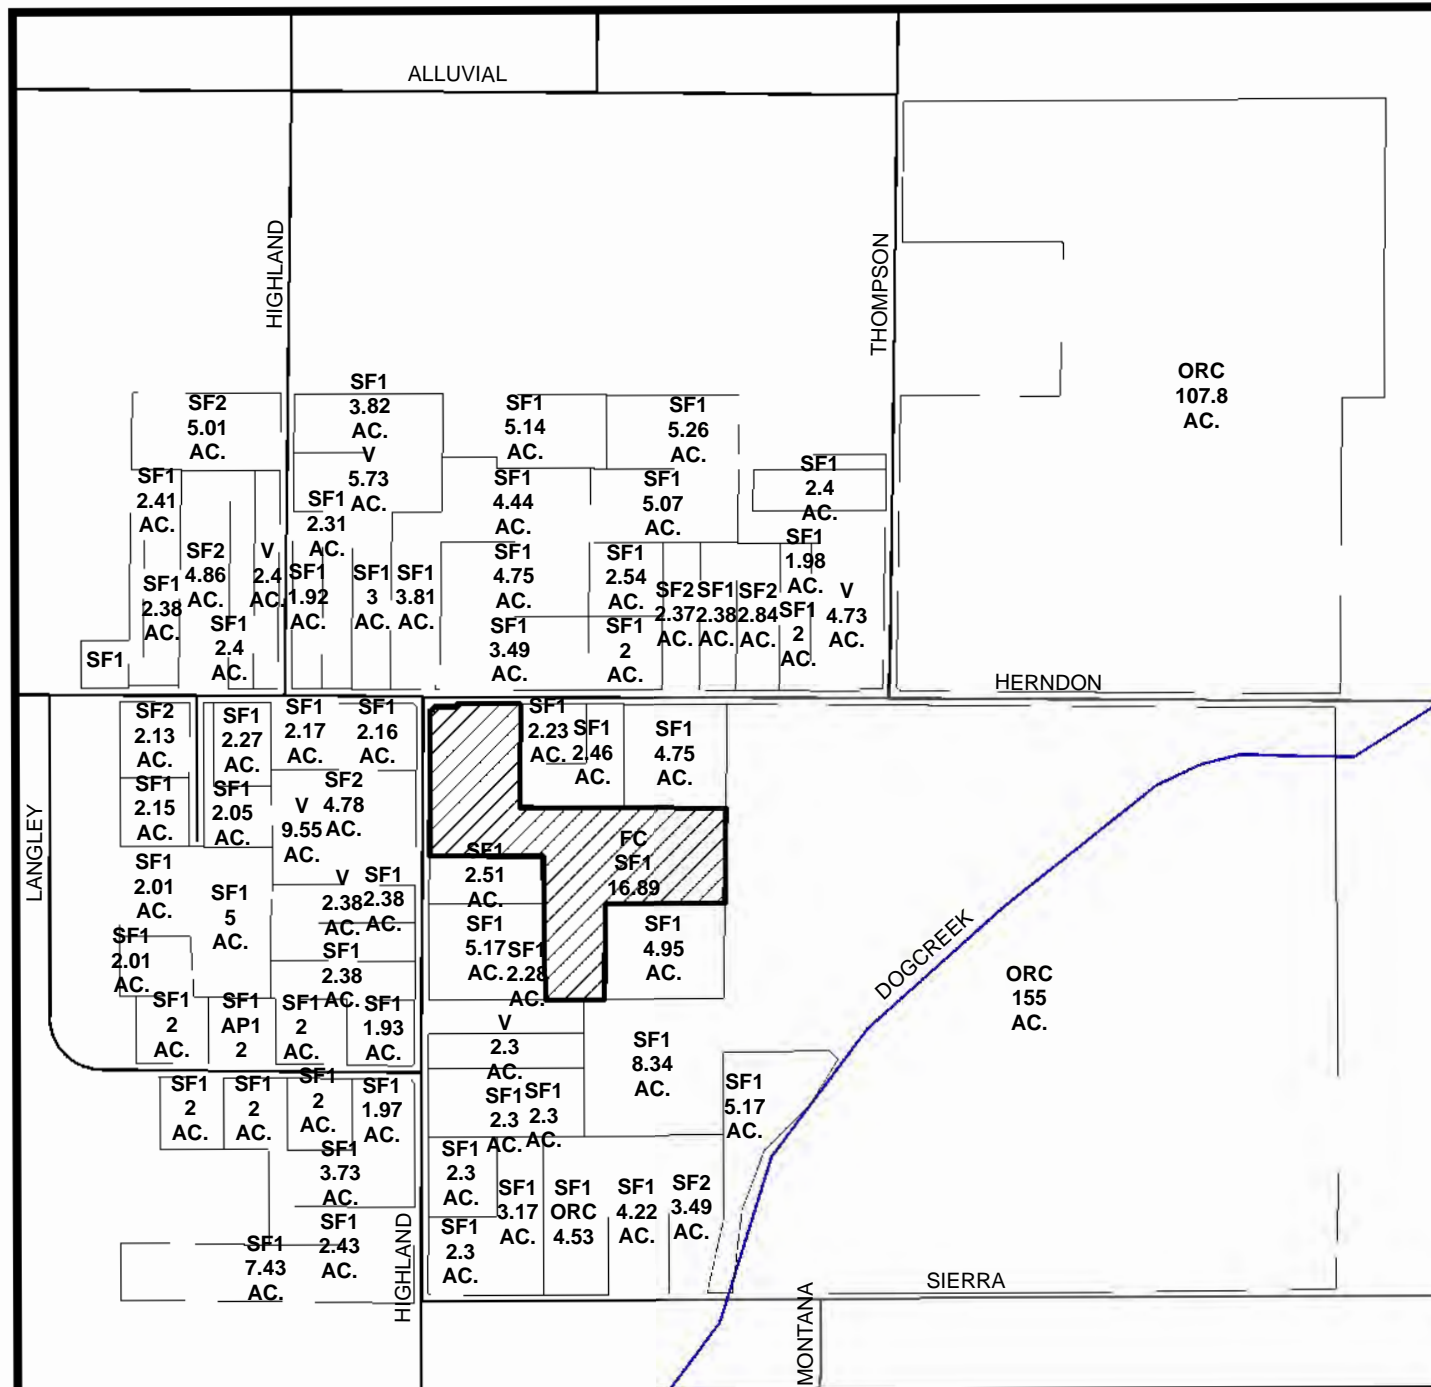 ALLUVIAL
HIGHLAND
THOMPSON
ORC
107.8
AC.
SF2
5.01
AC.
SF1
3.82
AC.
V
5.73
AC.
SF1
5.14
AC.
SF1
5.26
AC.
SF1
2.41
AC.
SF1
2.31
AC.
SF1
4.44
AC.
SF1
5.07
AC.
SF1
2.4
AC.
SF2
4.86
AC.
V
2.4
AC.
SF1
1.92
AC.
SF1
3
AC.
SF1
3.81
AC.
SF1
4.75
AC.
SF1
2.54
AC.
SF1
1.98
AC.
SF1
2.38
AC.
SF2
2.37
AC.
SF1
2.38
AC.
SF2
2.84
AC.
SF1
2
AC.
V
4.73
AC.
SF1
2.4
AC.
SF1
3.49
AC.
SF1
2
AC.
SF1
HERNDON
SF2
2.13
AC.
SF1
2.27
AC.
SF1
2.17
AC.
SF1
2.16
AC.
SF1
2.23
AC.
SF1
2.46
AC.
SF1
4.75
AC.
SF1
2.15
AC.
SF1
2.05
AC.
V
9.55
AC.
SF2
4.78
AC.
LANGLEY
FC
SF1
16.89
SF1
2.51
AC.
SF1
2.01
AC.
SF1
5
AC.
V
2.38
AC.
SF1
2.38
AC.
SF1
5.17
AC.
SF1
2.28
AC.
SF1
4.95
AC.
DOGCREEK
ORC
155
AC.
SF1
2.01
AC.
SF1
2.38
AC.
SF1
2
AC.
SF1
AP1
2
SF1
2
AC.
SF1
1.93
AC.
V
2.3
AC.
SF1
8.34
AC.
SF1
2
AC.
SF1
2
AC.
SF1
2
AC.
SF1
1.97
AC.
SF1
2.3
AC.
SF1
2.3
AC.
SF1
5.17
AC.
SF1
3.73
AC.
SF1
2.3
AC.
SF1
3.17
AC.
SF1
ORC
4.53
SF1
4.22
AC.
SF2
3.49
AC.
SF1
7.43
AC.
SF1
2.43
AC.
HIGHLAND
SF1
2.3
AC.
SIERRA
MONTANA